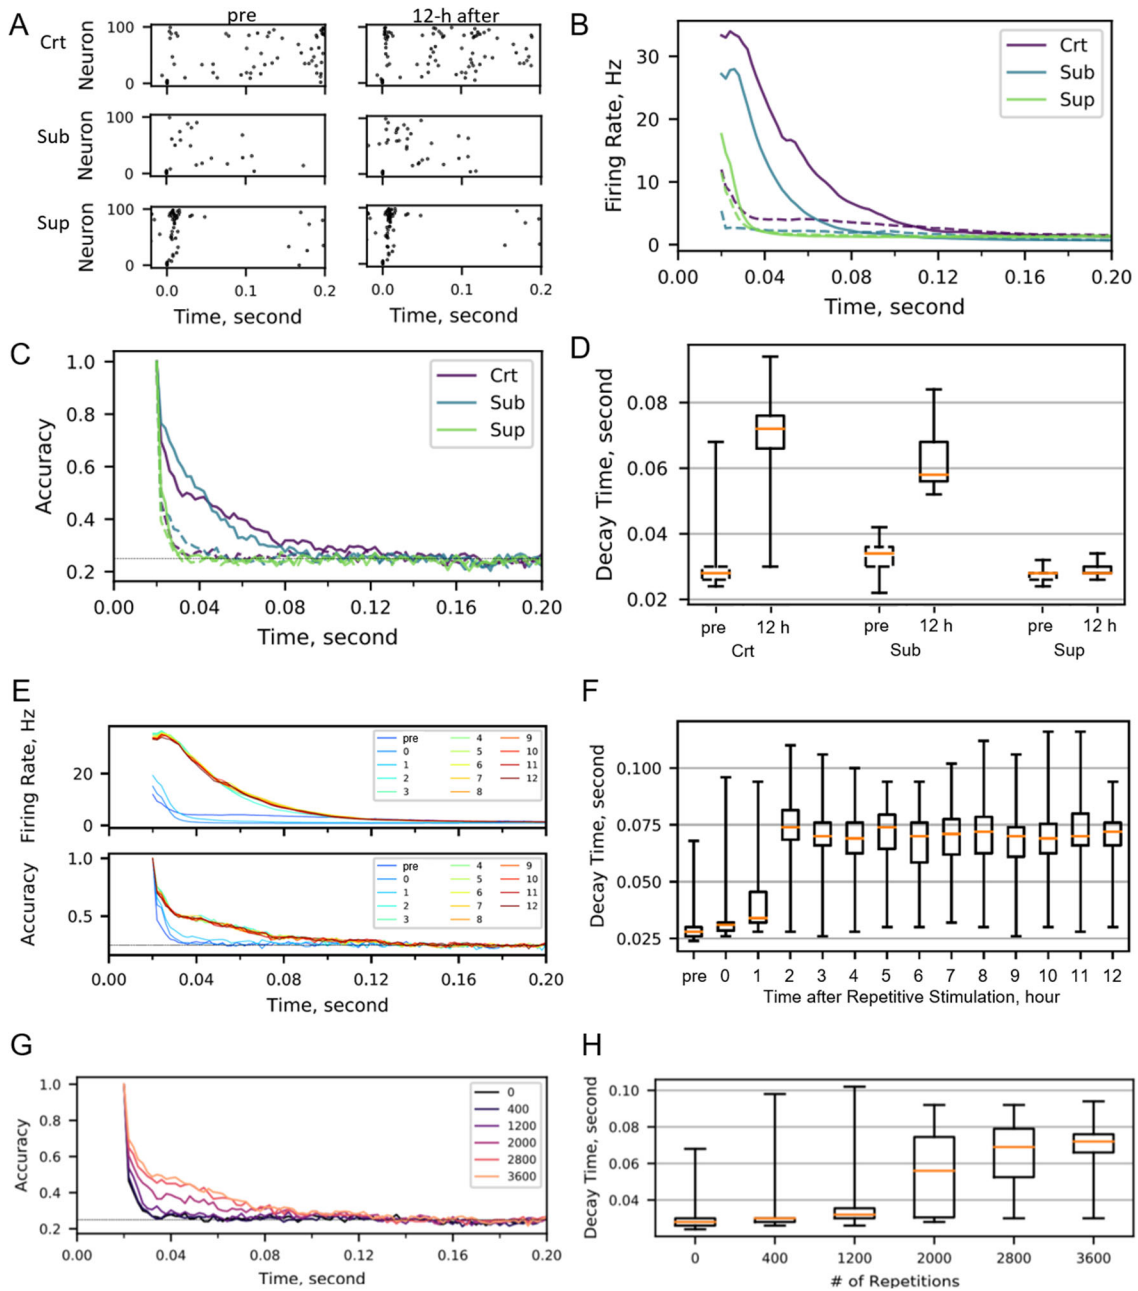 A
pre
12-h after
Crt
Neuron
100
0
Sub
Neuron
100
0
Sup
Neuron
100
0
0.0 0.1 0.2
0.0 0.1 0.2
Time, second
Time, second
B
Firing Rate, Hz
30
20
10
0
Crt
Sub
Sup
0.00 0.04 0.08 0.12 0.16 0.20
Time, second
C
Accuracy
1.0
0.8
0.6
0.4
0.2
Crt
Sub
Sup
0.00 0.04 0.08 0.12 0.16 0.20
Time, second
D
Decay Time, second
0.08
0.06
0.04
0.02
pre 12 h pre 12 h pre 12 h
Crt Sub Sup
E
Firing Rate, Hz
20
0
pre 4 9
0 5 10
1 6 11
2 7 12
3 8
Accuracy
1.0
0.5
pre 4 9
0 5 10
1 6 11
2 7 12
3 8
0.00 0.04 0.08 0.12 0.16 0.20
Time, second
F
Decay Time, second
0.100
0.075
0.050
0.025
pre 0 1 2 3 4 5 6 7 8 9 10 11 12
Time after Repetitive Stimulation, hour
G
Accuracy
1.0
0.8
0.6
0.4
0.2
0
400
1200
2000
2800
3600
0.00 0.04 0.08 0.12 0.16 0.20
Time, second
H
Decay Time, second
0.10
0.08
0.06
0.04
0 400 1200 2000 2800 3600
# of Repetitions